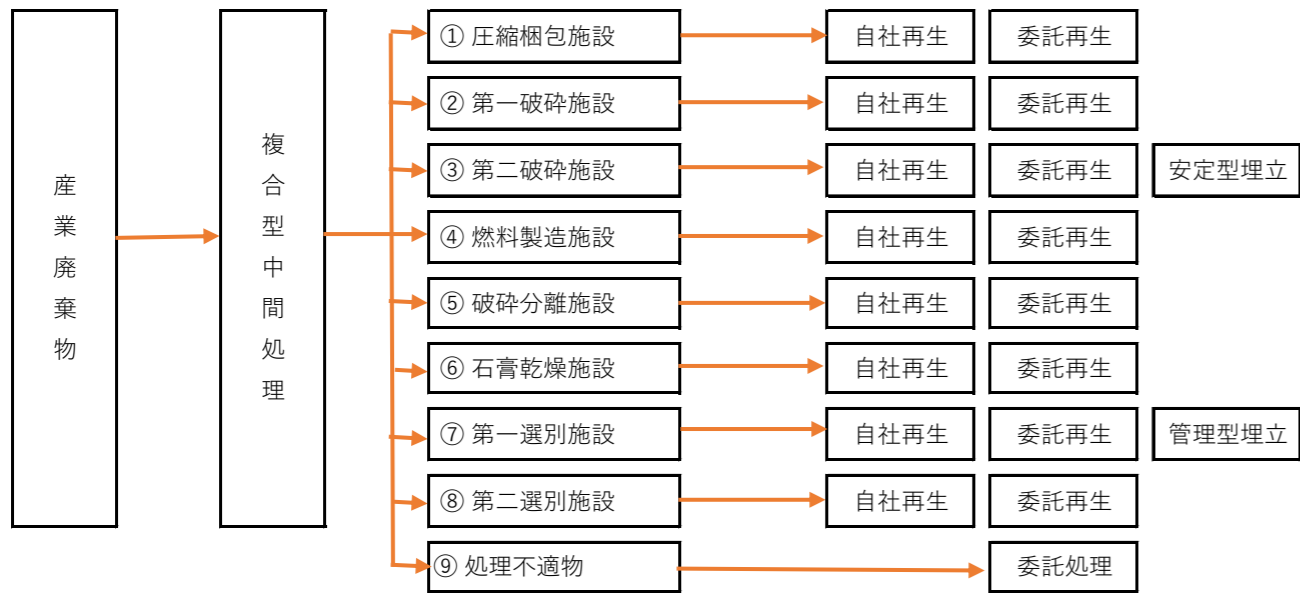 産業廃棄物
複合型中間処理
① 圧縮梱包施設 自社再生 委託再生
② 第一破砕施設 自社再生 委託再生
③ 第二破砕施設 自社再生 委託再生 安定型埋立
④ 燃料製造施設 自社再生 委託再生
⑤ 破砕分離施設 自社再生 委託再生
⑥ 石膏乾燥施設 自社再生 委託再生
⑦ 第一選別施設 自社再生 委託再生 管理型埋立
⑧ 第二選別施設 自社再生 委託再生
⑨ 処理不適物 委託処理